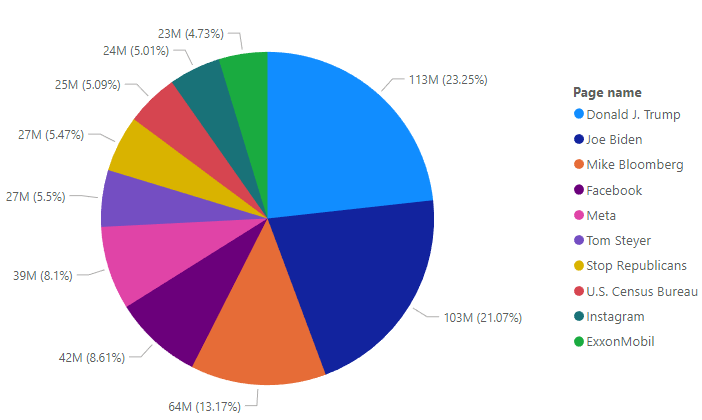 23M (4.73%)
24M (5.01%)
25M (5.09%)
27M (5.47%)
27M (5.5%)
39M (8.1%)
42M (8.61%)
64M (13.17%)
103M (21.07%)
113M (23.25%)
Page name
Donald J. Trump
Joe Biden
Mike Bloomberg
Facebook
Meta
Tom Steyer
Stop Republicans
U.S. Census Bureau
Instagram
ExxonMobil